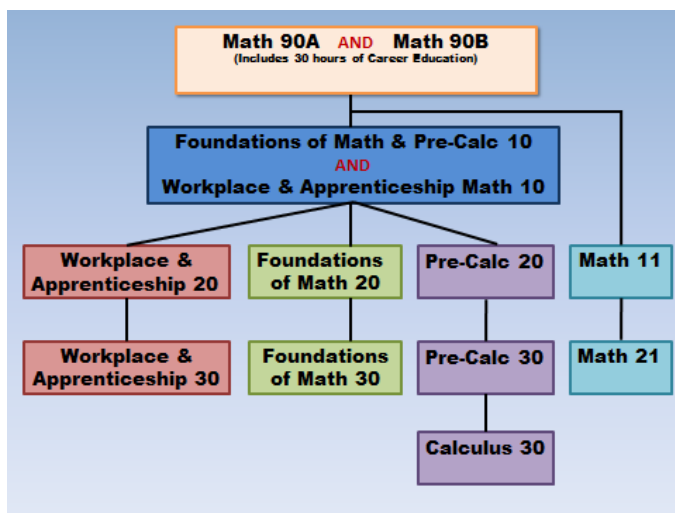 Math 90A AND Math 90B
(Includes 30 hours of Career Education)
Foundations of Math & Pre-Calc 10
AND
Workplace & Apprenticeship Math 10
Workplace &
Apprenticeship 20
Foundations
of Math 20
Pre-Calc 20
Math 11
Workplace &
Apprenticeship 30
Foundations
of Math 30
Pre-Calc 30
Math 21
Calculus 30